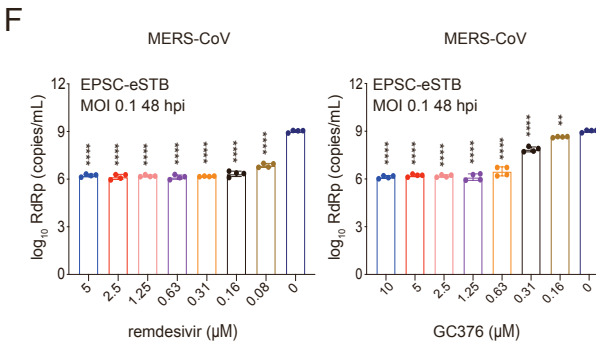 F
MERS-CoV
EPSC-eSTB
MOI 0.1 48 hpi
log10 RdRp (copies/mL)
12
9
6
3
0
**** **** **** **** **** **** ****
5 2.5 1.25 0.63 0.31 0.16 0.08 0
remdesivir (µM)
MERS-CoV
EPSC-eSTB
MOI 0.1 48 hpi
log10 RdRp (copies/mL)
12
9
6
3
0
**** **** **** **** **** **** **
10 5 2.5 1.25 0.63 0.31 0.16 0
GC376 (µM)